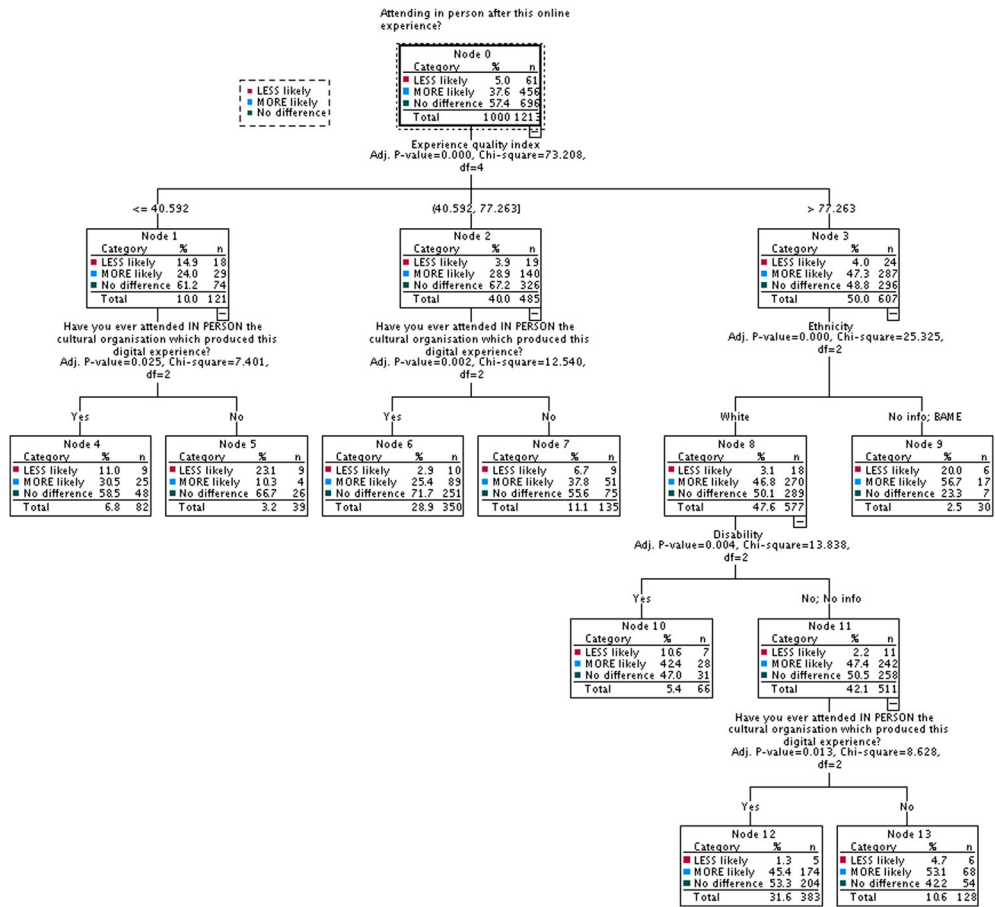 Attending in person after this online
experience?
LESS likely
MORE likely
No difference
Node 0
Category % n
LESS likely 5.0 61
MORE likely 37.6 456
No difference 57.4 696
Total 1000 1213
Experience quality index
Adj. P-value=0.000, Chi-square=73.208,
df=4
<= 40.592
(40.592, 77.263]
> 77.263
Node 1
Category % n
LESS likely 14.9 18
MORE likely 24.0 29
No difference 61.2 74
Total 10.0 121
Node 2
Category % n
LESS likely 3.9 19
MORE likely 28.9 140
No difference 67.2 326
Total 40.0 485
Node 3
Category % n
LESS likely 4.0 24
MORE likely 47.3 287
No difference 48.8 296
Total 50.0 607
Have you ever attended IN PERSON the
cultural organisation which produced this
digital experience?
Adj. P-value=0.025, Chi-square=7.401,
df=2
Have you ever attended IN PERSON the
cultural organisation which produced this
digital experience?
Adj. P-value=0.002, Chi-square=12.540,
df=2
Ethnicity
Adj. P-value=0.000, Chi-square=25.325,
df=2
Yes
No
Yes
No
White
No info; BAME
Node 4
Category % n
LESS likely 11.0 9
MORE likely 30.5 25
No difference 58.5 48
Total 6.8 82
Node 5
Category % n
LESS likely 23.1 9
MORE likely 10.3 4
No difference 66.7 26
Total 3.2 39
Node 6
Category % n
LESS likely 2.9 10
MORE likely 25.4 89
No difference 71.7 251
Total 28.9 350
Node 7
Category % n
LESS likely 6.7 9
MORE likely 37.8 51
No difference 55.6 75
Total 11.1 135
Node 8
Category % n
LESS likely 3.1 18
MORE likely 46.8 270
No difference 50.1 289
Total 47.6 577
Node 9
Category % n
LESS likely 20.0 6
MORE likely 56.7 17
No difference 23.3 7
Total 2.5 30
Disability
Adj. P-value=0.004, Chi-square=13.838,
df=2
Yes
No; No info
Node 10
Category % n
LESS likely 10.6 7
MORE likely 42.4 28
No difference 47.0 31
Total 5.4 66
Node 11
Category % n
LESS likely 2.2 11
MORE likely 47.4 242
No difference 50.5 258
Total 42.1 511
Have you ever attended IN PERSON the
cultural organisation which produced this
digital experience?
Adj. P-value=0.013, Chi-square=8.628,
df=2
Yes
No
Node 12
Category % n
LESS likely 1.3 5
MORE likely 45.4 174
No difference 53.3 204
Total 31.6 383
Node 13
Category % n
LESS likely 4.7 6
MORE likely 53.1 68
No difference 42.2 54
Total 10.6 128